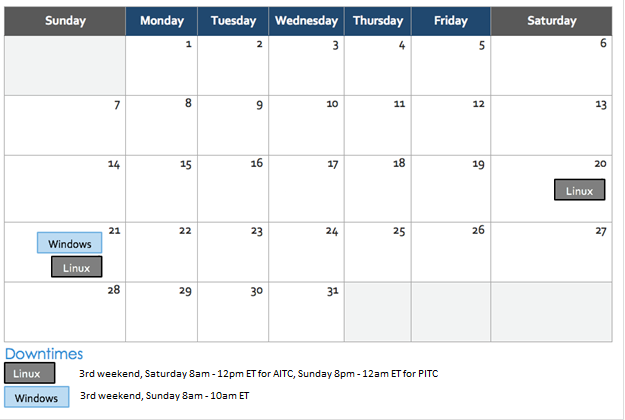 Sunday Monday Tuesday Wednesday Thursday Friday Saturday
1 2 3 4 5 6
7 8 9 10 11 12 13
14 15 16 17 18 19 20
Linux
21 22 23 24 25 26 27
Windows
Linux
28 29 30 31
Downtimes
Linux 3rd weekend, Saturday 8am - 12pm ET for AITC, Sunday 8pm - 12am ET for PITC
Windows 3rd weekend, Sunday 8am - 10am ET